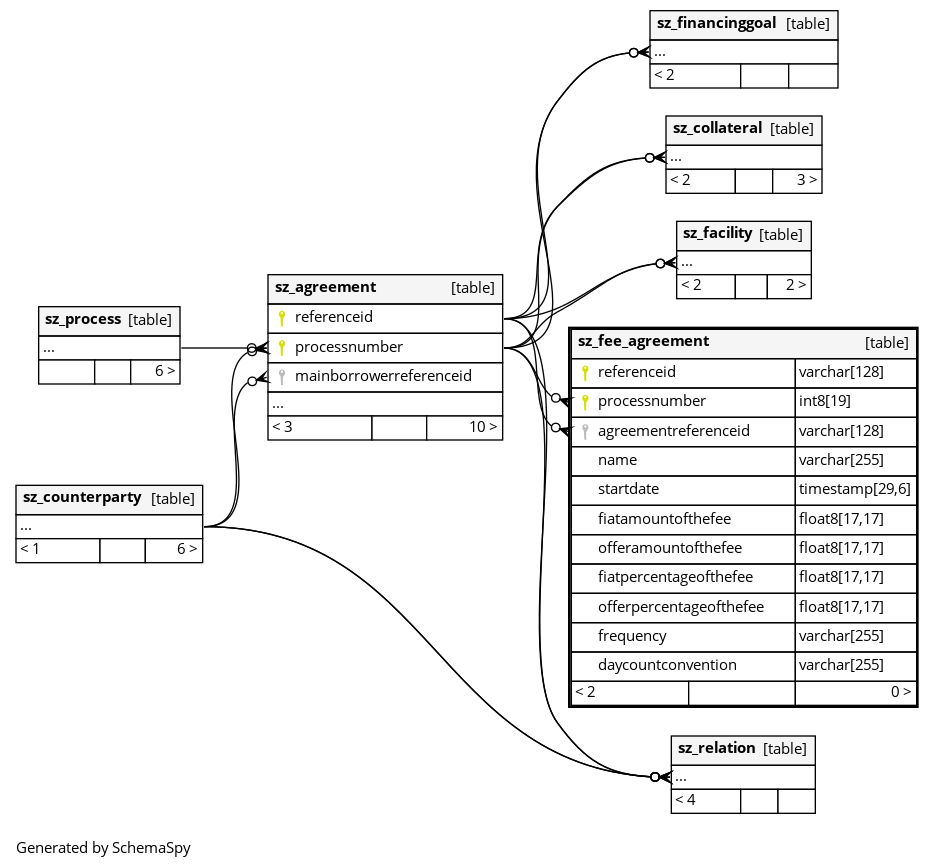 sz_financinggoal [table]
...
< 2
sz_collateral [table]
...
< 2 3 >
sz_facility [table]
...
< 2 2 >
sz_agreement [table]
referenceid
processnumber
mainborrowerreferenceid
...
< 3 10 >
sz_process [table]
...
6 >
sz_fee_agreement [table]
referenceid varchar[128]
processnumber int8[19]
agreementreferenceid varchar[128]
name varchar[255]
startdate timestamp[29,6]
fiatamountofthefee float8[17,17]
offeramountofthefee float8[17,17]
fiatpercentageofthefee float8[17,17]
offerpercentageofthefee float8[17,17]
frequency varchar[255]
daycountconvention varchar[255]
< 2 0 >
sz_counterparty [table]
...
< 1 6 >
sz_relation [table]
...
< 4
Generated by SchemaSpy